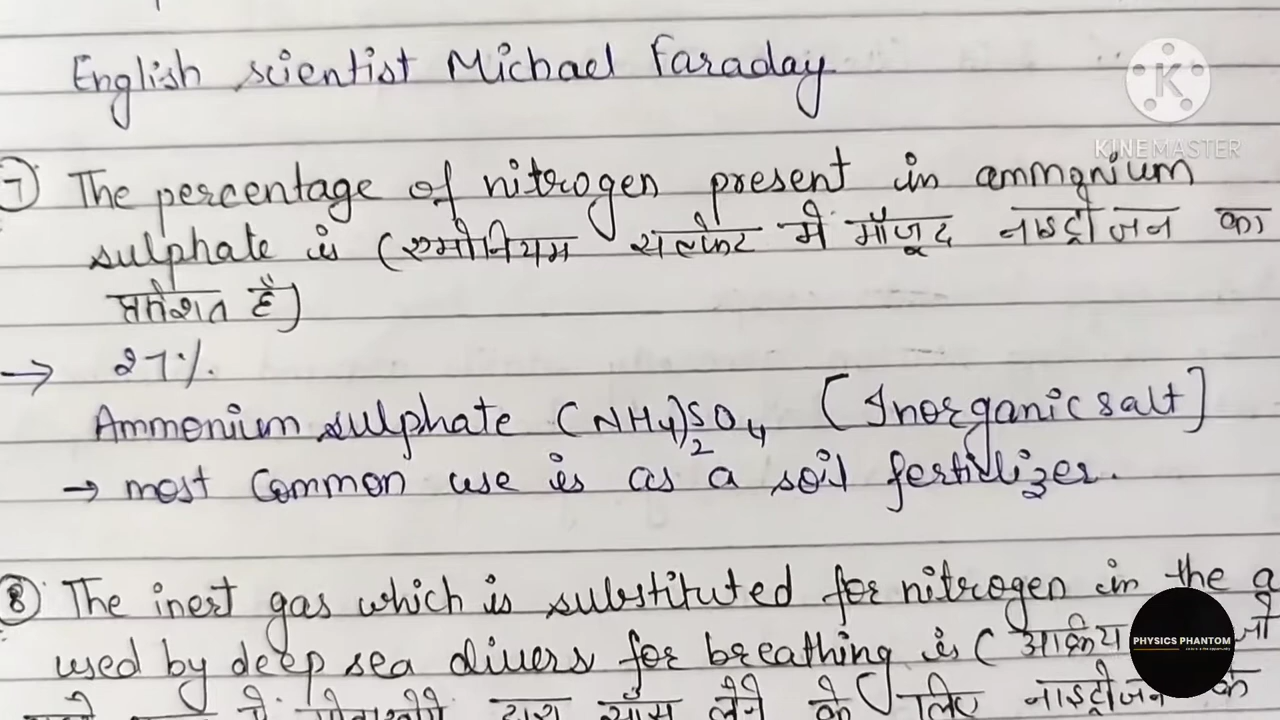 English scientist Michael Faraday
KINEMASTER
7 The percentage of nitrogen present in ammonium
sulphate is (एमोनियम सल्फेट में मौजूद नाइट्रोजन का
प्रतिशत है)
→ 27%.
Ammonium sulphate (NH4)2SO4 [Inorganic salt]
→ most common use is as a soil fertilizer.
8 The inert gas which is substituted for nitrogen in the a
used by deep sea divers for breathing is (
PHYSICS PHANTOM
में गोताखोरों द्वारा साँस लेने के लिए नाइट्रोजन के